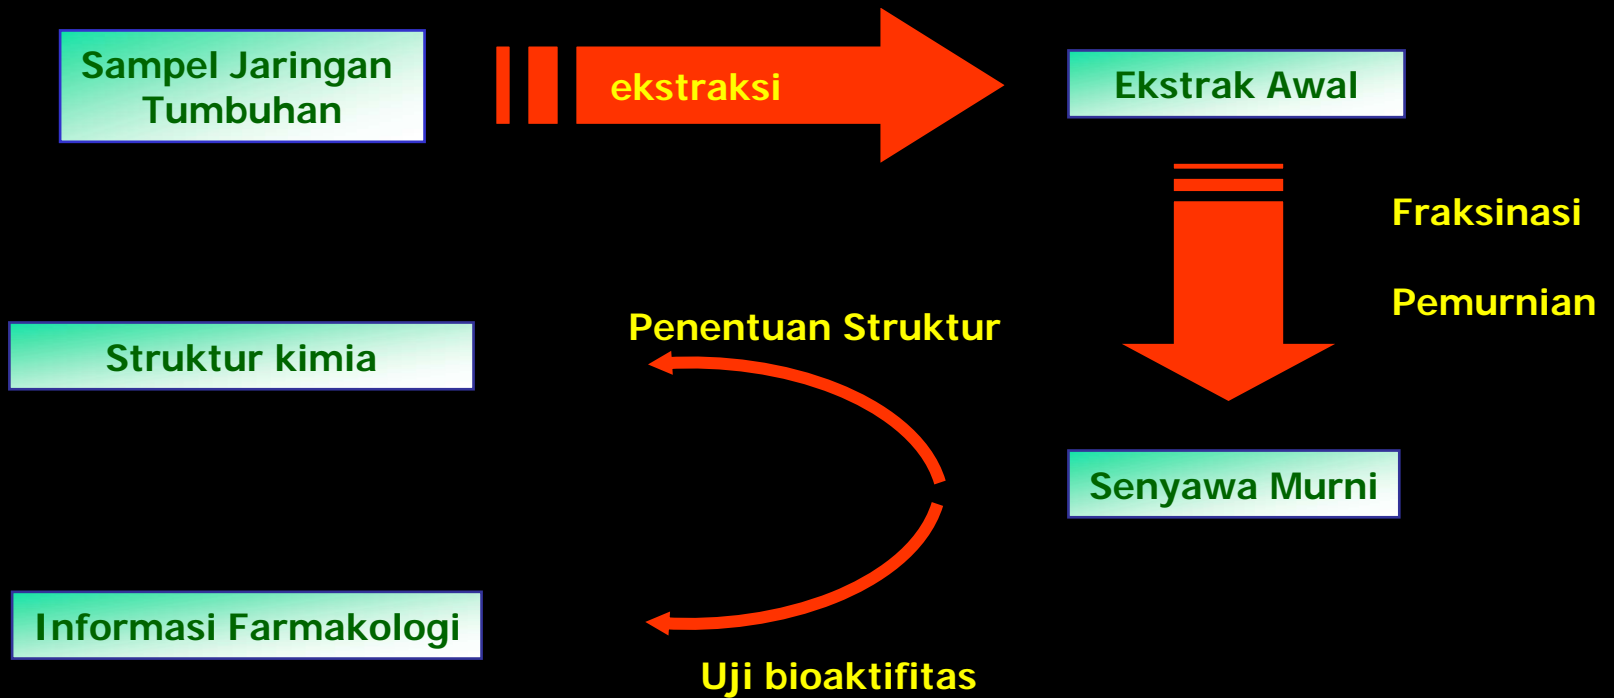 Sampel Jaringan
Tumbuhan
ekstraksi
Ekstrak Awal
Fraksinasi
Pemurnian
Penentuan Struktur
Struktur kimia
Senyawa Murni
Informasi Farmakologi
Uji bioaktifitas